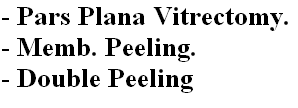 - Pars Plana Vitrectomy.
- Memb. Peeling.
- Double Peeling